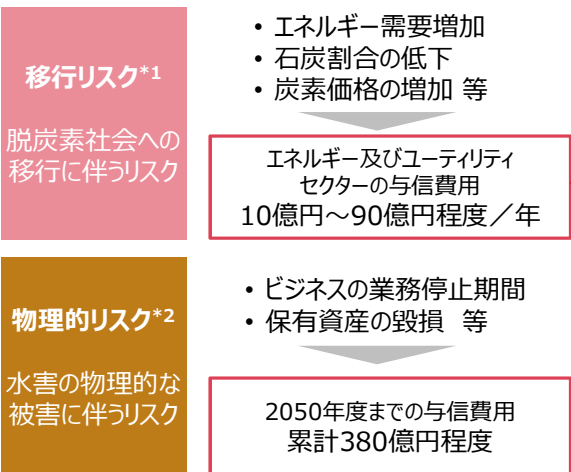 移行リスク*1
脱炭素社会への
移行に伴うリスク
• エネルギー需要増加
• 石炭割合の低下
• 炭素価格の増加 等
エネルギー及びユーティリティ
セクターの与信費用
10億円～90億円程度／年
物理的リスク*2
水害の物理的な
被害に伴うリスク
• ビジネスの業務停止期間
• 保有資産の毀損 等
2050年度までの与信費用
累計380億円程度